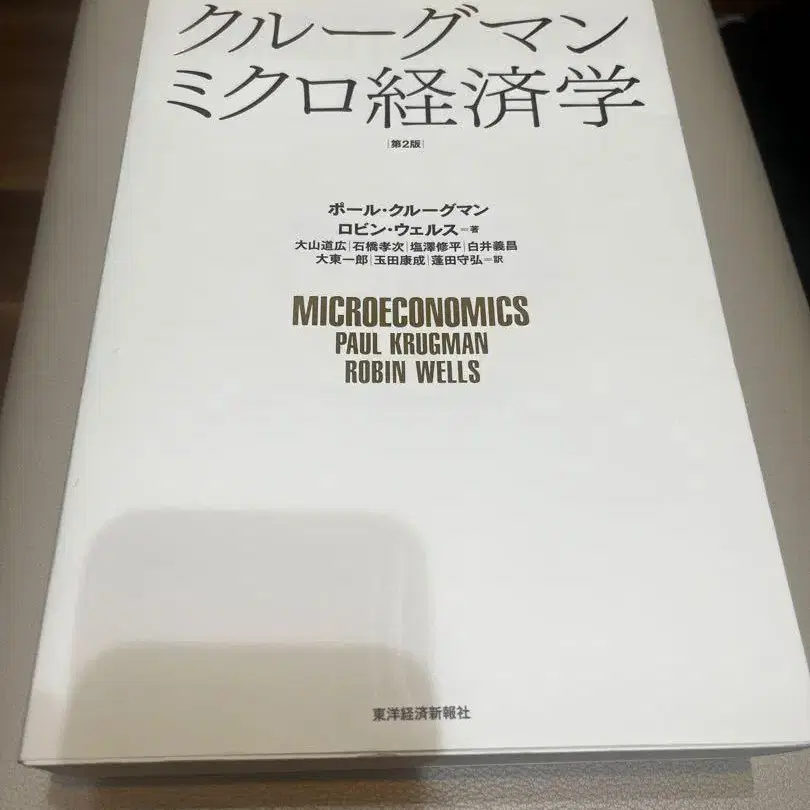 クルーグマン
ミクロ経済学
|第2版|
ポール・クルーグマン
ロビン・ウェルス=著
大山道広|石橋孝次|塩澤修平|白井義昌
大東一郎|玉田康成|蓬田守弘=訳
MICROECONOMICS
PAUL KRUGMAN
ROBIN WELLS
東洋経済新報社